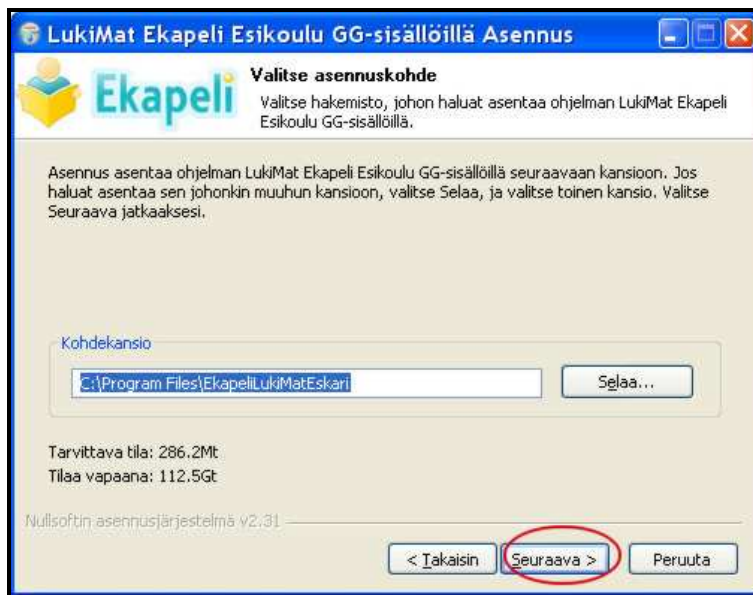 LukiMat Ekapeli Esikoulu GG-sisällöillä Asennus
Ekapeli
Valitse asennuskohde
Valitse hakemisto, johon haluat asentaa ohjelman LukiMat Ekapeli
Esikoulu GG-sisällöillä.
Asennus asentaa ohjelman LukiMat Ekapeli Esikoulu GG-sisällöillä seuraavaan kansioon. Jos
haluat asentaa sen johonkin muuhun kansioon, valitse Selaa, ja valitse toinen kansio. Valitse
Seuraava jatkaaksesi.
Kohdekansio
C:\Program Files\EkapeliLukiMatEskari
Selaa...
Tarvittava tila: 286.2Mt
Tilaa vapaana: 112.5Gt
Nullsoftin asennusjärjestelmä v2.31
< Takaisin Seuraava > Peruuta